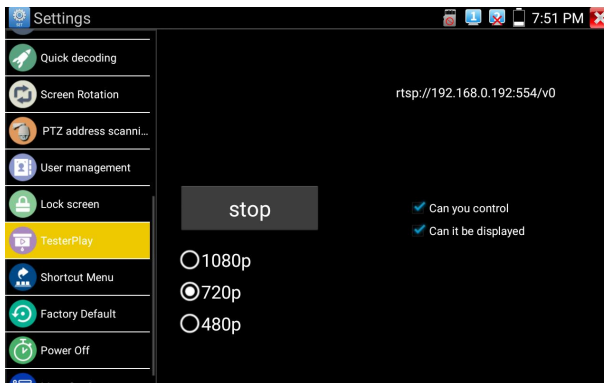 Settings
7:51 PM
Quick decoding
Screen Rotation
PTZ address scanni...
User management
Lock screen
TesterPlay
Shortcut Menu
Factory Default
Power Off
rtsp://192.168.0.192:554/v0
stop
Can you control
Can it be displayed
1080p
720p
480p